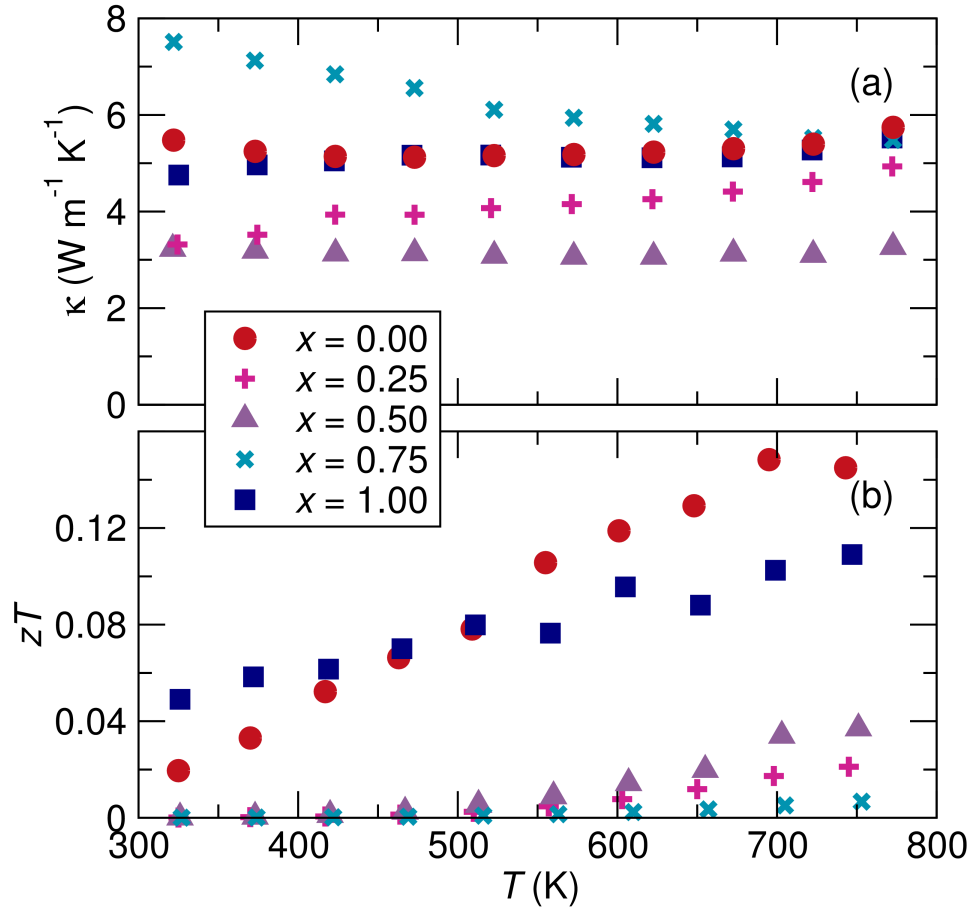 8
6
4
2
0
κ (W m⁻¹ K⁻¹)
(a)
x = 0.00
x = 0.25
x = 0.50
x = 0.75
x = 1.00
(b)
0.12
0.08
0.04
0
zT
300 400 500 600 700 800
T (K)